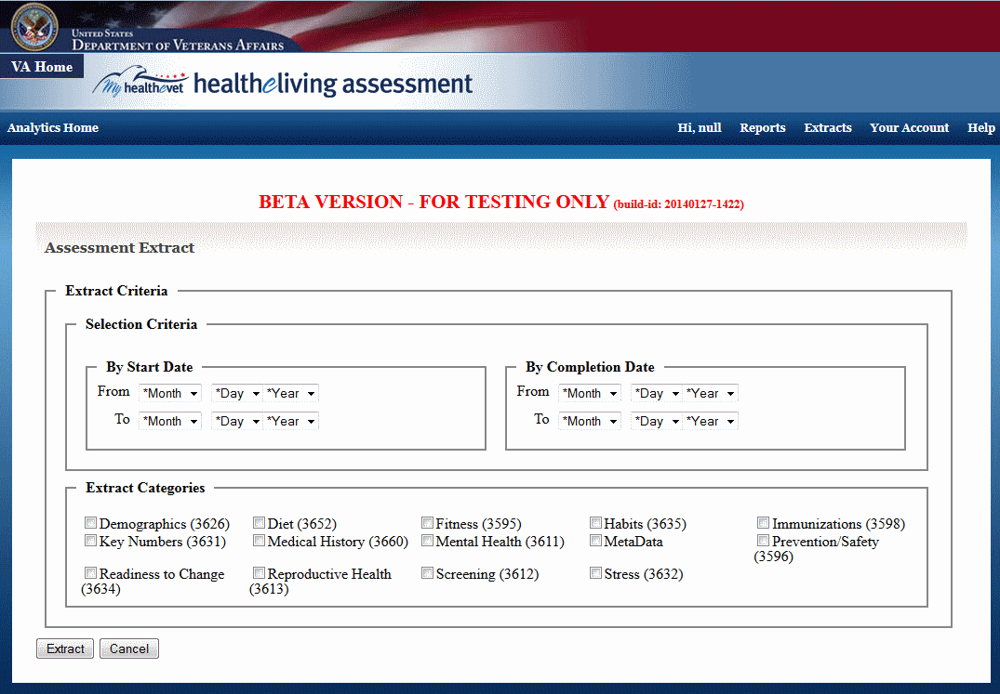 UNITED STATES
DEPARTMENT OF VETERANS AFFAIRS
VA Home
My healthevet healtheliving assessment
Analytics Home Hi, null Reports Extracts Your Account Help
BETA VERSION - FOR TESTING ONLY (build-id: 20140127-1422)
Assessment Extract
Extract Criteria
Selection Criteria
By Start Date By Completion Date
From *Month *Day *Year From *Month *Day *Year
To *Month *Day *Year To *Month *Day *Year
Extract Categories
Demographics (3626) Diet (3652) Fitness (3595) Habits (3635) Immunizations (3598)
Key Numbers (3631) Medical History (3660) Mental Health (3611) MetaData Prevention/Safety
(3596)
Readiness to Change Reproductive Health Screening (3612) Stress (3632)
(3634) (3613)
Extract Cancel